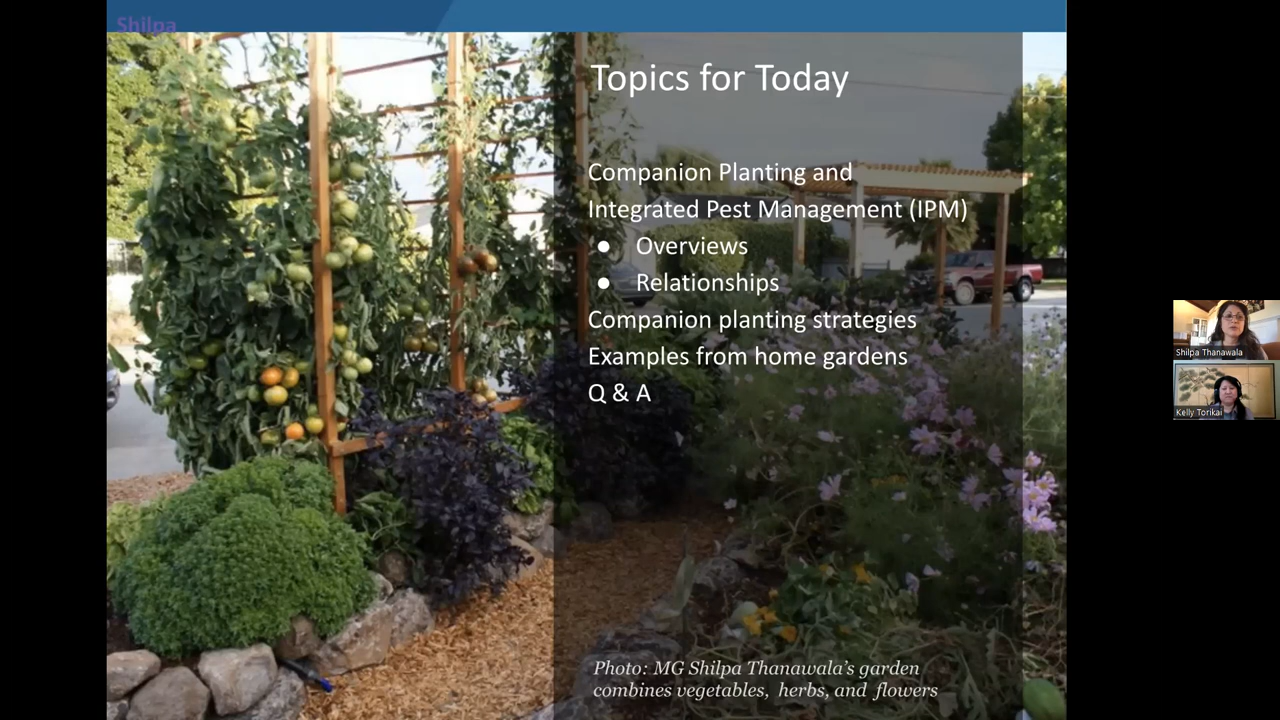 Shilpa
Topics for Today
Companion Planting and
Integrated Pest Management (IPM)
● Overviews
● Relationships
Companion planting strategies
Examples from home gardens
Q & A
Photo: MG Shilpa Thanawala's garden
combines vegetables, herbs, and flowers
Shilpa Thanawala
Kelly Torikai